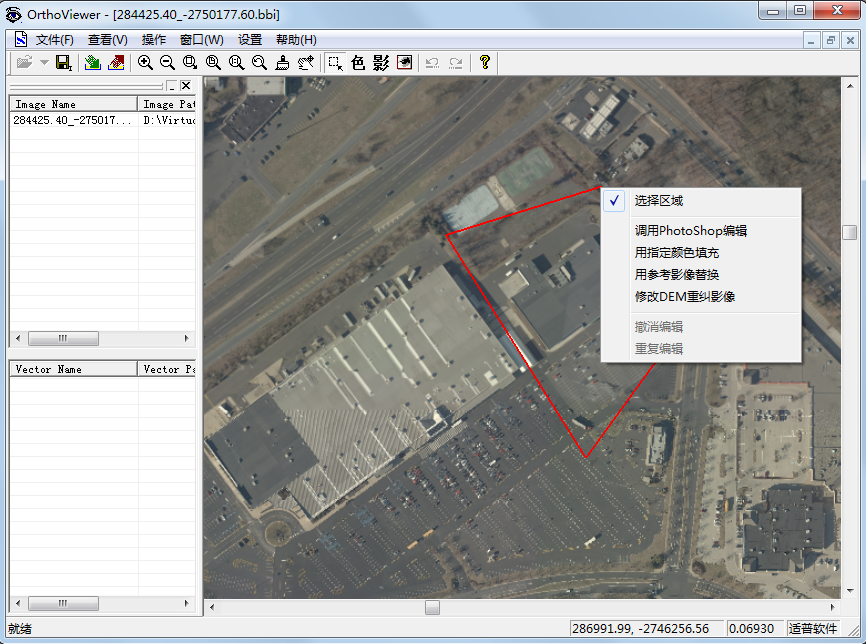 OrthoViewer - [284425.40_-2750177.60.bbi]
文件(F) 查看(V) 操作 窗口(W) 设置 帮助(H)
色 影
Image Name Image Pat
284425.40_-275017... D:\Virtuo
选择区域
调用PhotoShop编辑
用指定颜色填充
用参考影像替换
修改DEM重纠影像
撤消编辑
重复编辑
Vector Name Vector Pa
就绪 286991.99, -2746256.56 0.06930 适普软件